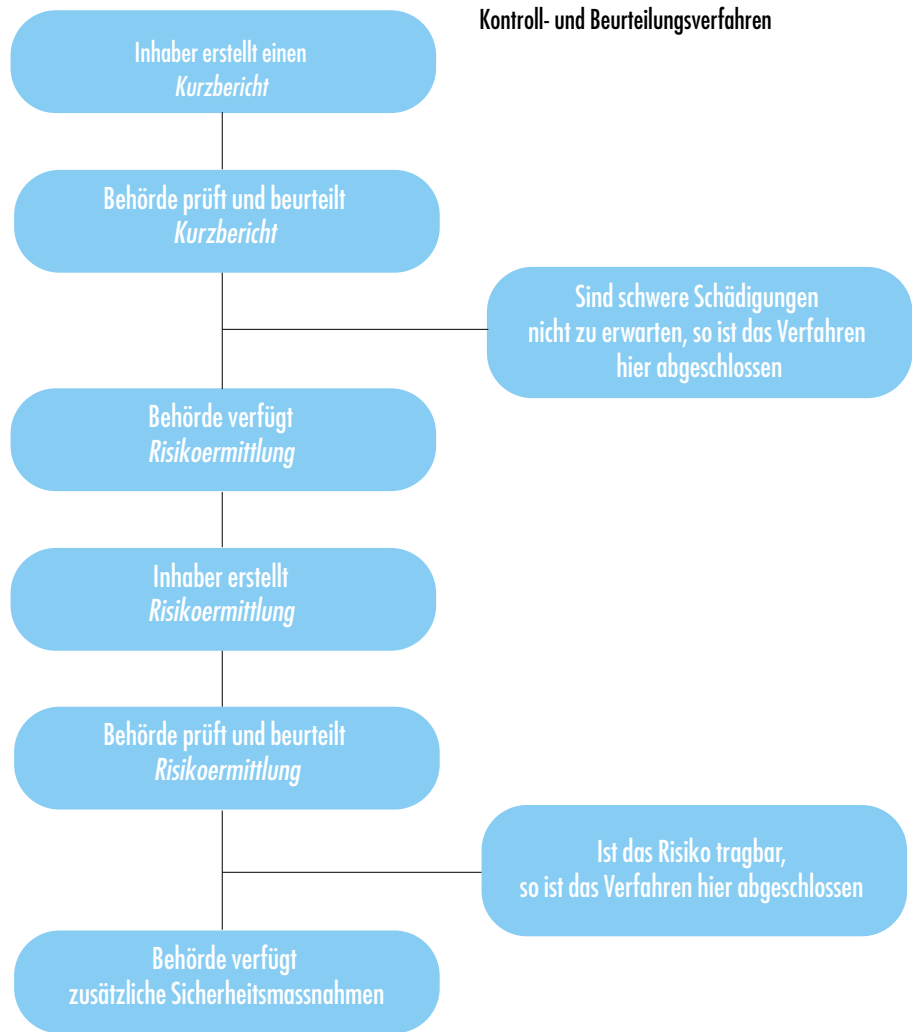 Kontroll- und Beurteilungsverfahren
Inhaber erstellt einen
Kurzbericht
Behörde prüft und beurteilt
Kurzbericht
Sind schwere Schädigungen
nicht zu erwarten, so ist das Verfahren
hier abgeschlossen
Behörde verfügt
Risikoermittlung
Inhaber erstellt
Risikoermittlung
Behörde prüft und beurteilt
Risikoermittlung
Ist das Risiko tragbar,
so ist das Verfahren hier abgeschlossen
Behörde verfügt
zusätzliche Sicherheitsmassnahmen